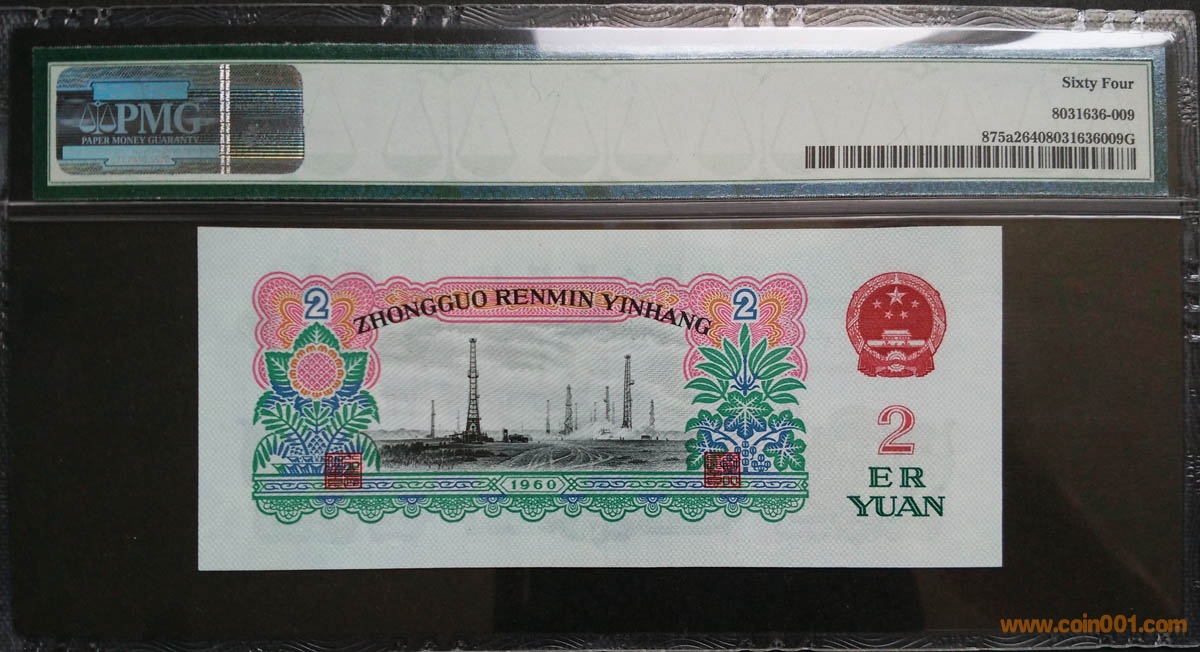 PMG
PAPER MONEY GUARANTY
Sixty Four
8031636-009
875a26408031636009G
2
ZHONGGUO RENMIN YINHANG
2
2
ER
YUAN
1960
www.coin001.com